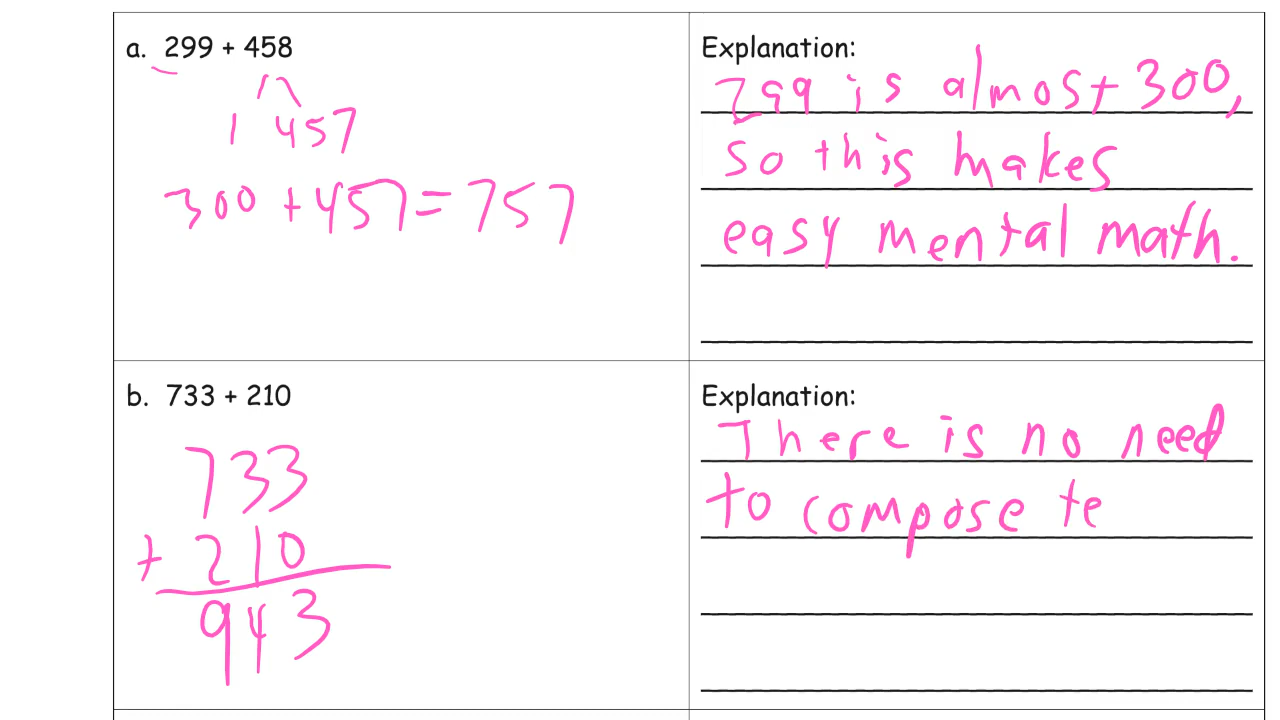 a. 299 + 458
1 457
300 + 457 = 757
Explanation:
299 is almost 300,
so this makes
easy mental math.
b. 733 + 210
733
+ 210
943
Explanation:
There is no need
to compose te